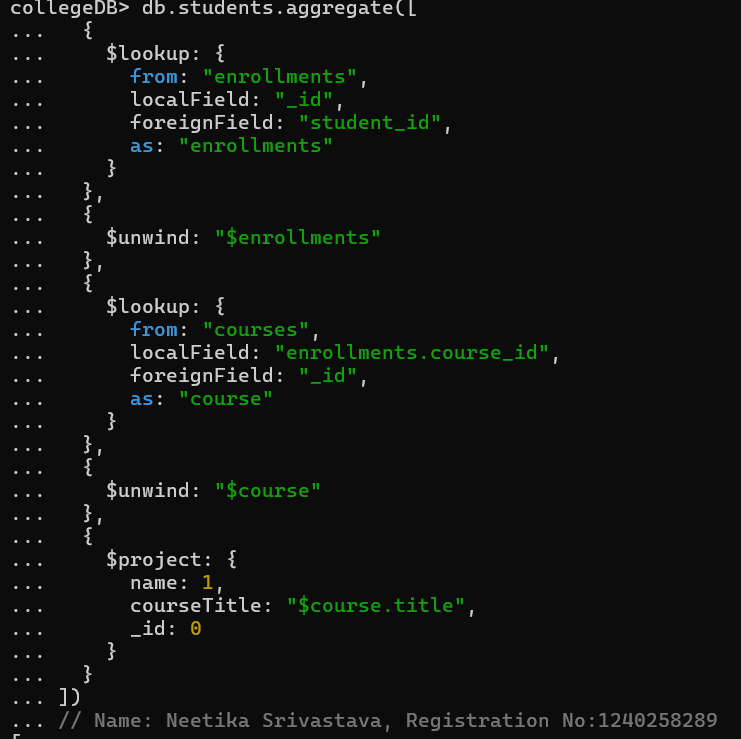 collegeDB> db.students.aggregate([
...   {
...     $lookup: {
...       from: "enrollments",
...       localField: "_id",
...       foreignField: "student_id",
...       as: "enrollments"
...     }
...   },
...   {
...     $unwind: "$enrollments"
...   },
...   {
...     $lookup: {
...       from: "courses",
...       localField: "enrollments.course_id",
...       foreignField: "_id",
...       as: "course"
...     }
...   },
...   {
...     $unwind: "$course"
...   },
...   {
...     $project: {
...       name: 1,
...       courseTitle: "$course.title",
...       _id: 0
...     }
...   }
... ])
... // Name: Neetika Srivastava, Registration No:1240258289
[